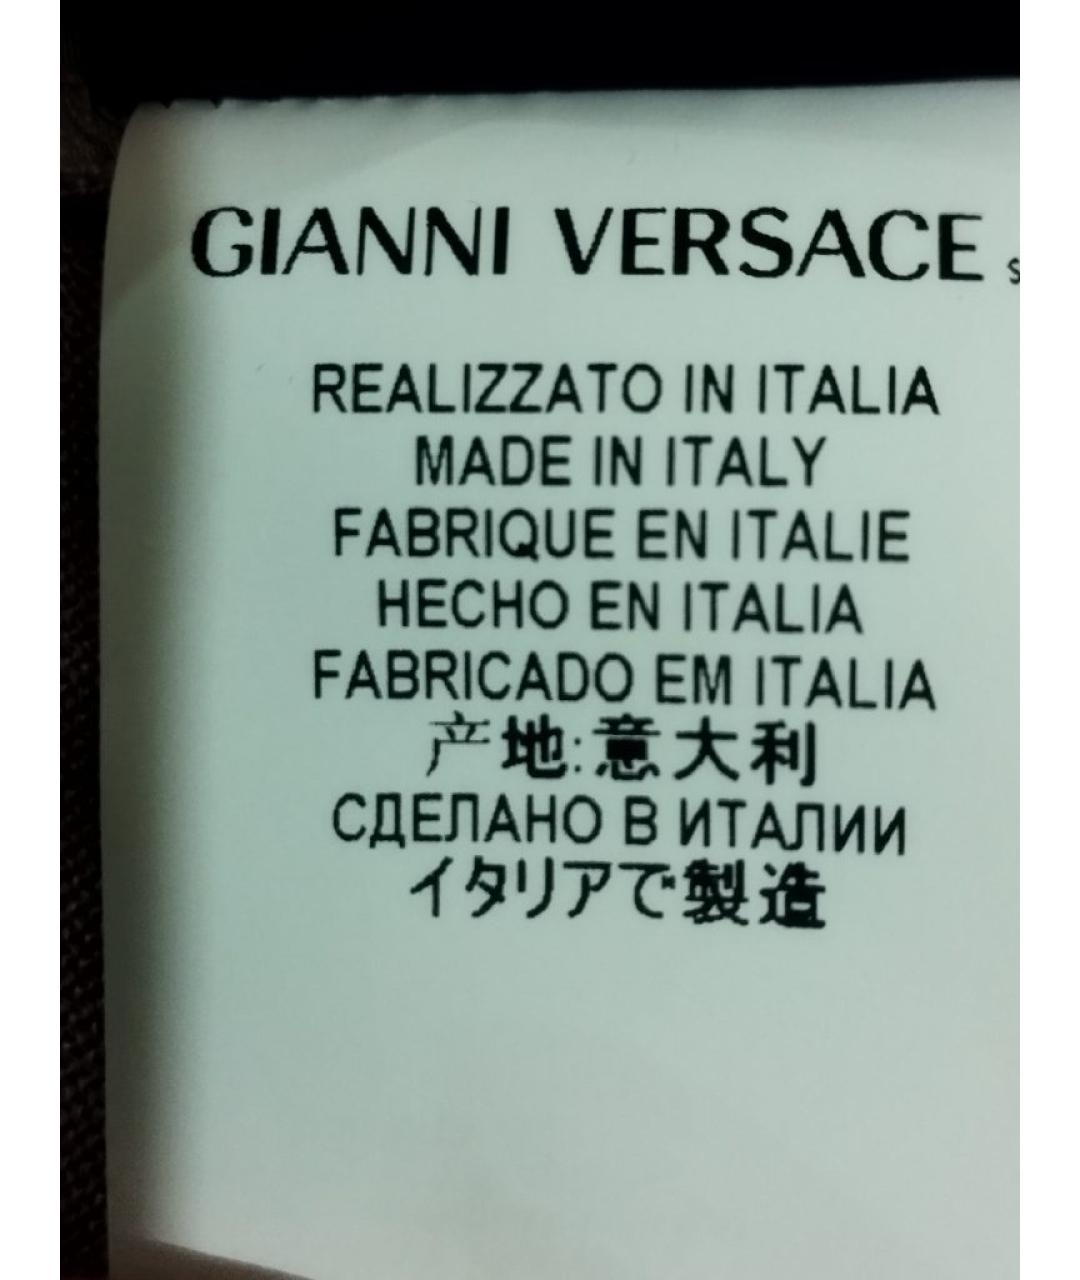 GIANNI VERSACE S
REALIZZATO IN ITALIA
MADE IN ITALY
FABRIQUE EN ITALIE
HECHO EN ITALIA
FABRICADO EM ITALIA
产地:意大利
СДЕЛАНО В ИТАЛИИ
イタリアで製造